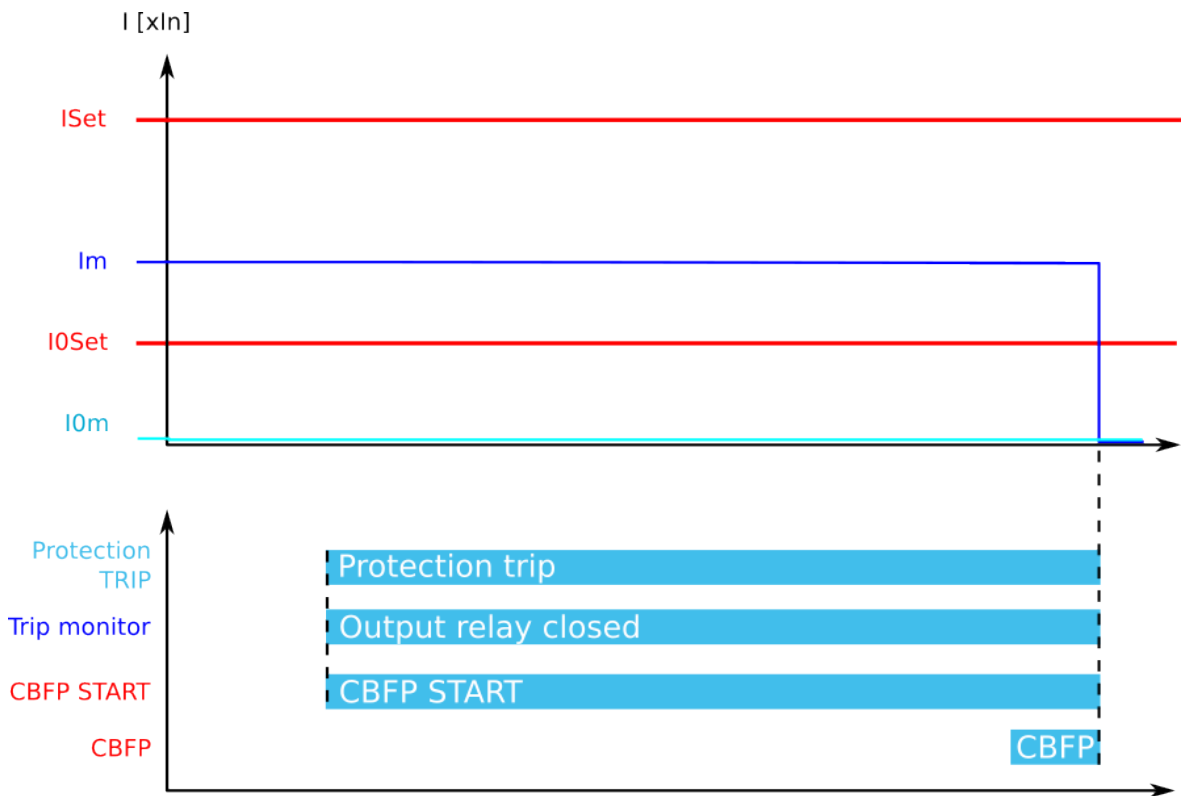 I [xIn]
ISet
Im
I0Set
I0m
Protection
TRIP
Protection trip
Trip monitor
Output relay closed
CBFP START
CBFP START
CBFP
CBFP